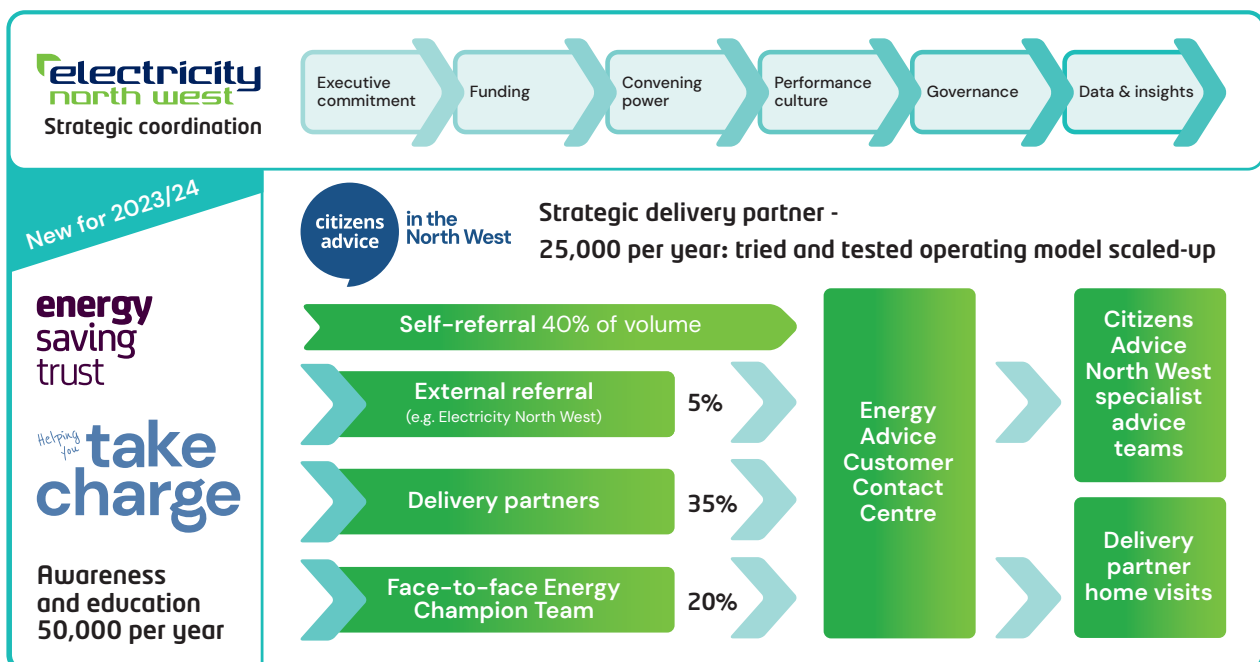 electricity
north west
Strategic coordination
Executive
commitment
Funding
Convening
power
Performance
culture
Governance
Data & insights
New for 2023/24
energy
saving
trust
Helping
you
take
charge
Awareness
and education
50,000 per year
citizens
advice
in the
North West
Strategic delivery partner -
25,000 per year: tried and tested operating model scaled-up
Self-referral 40% of volume
External referral
(e.g. Electricity North West)
5%
Delivery partners
35%
Face-to-face Energy
Champion Team
20%
Energy
Advice
Customer
Contact
Centre
Citizens
Advice
North West
specialist
advice
teams
Delivery
partner
home visits